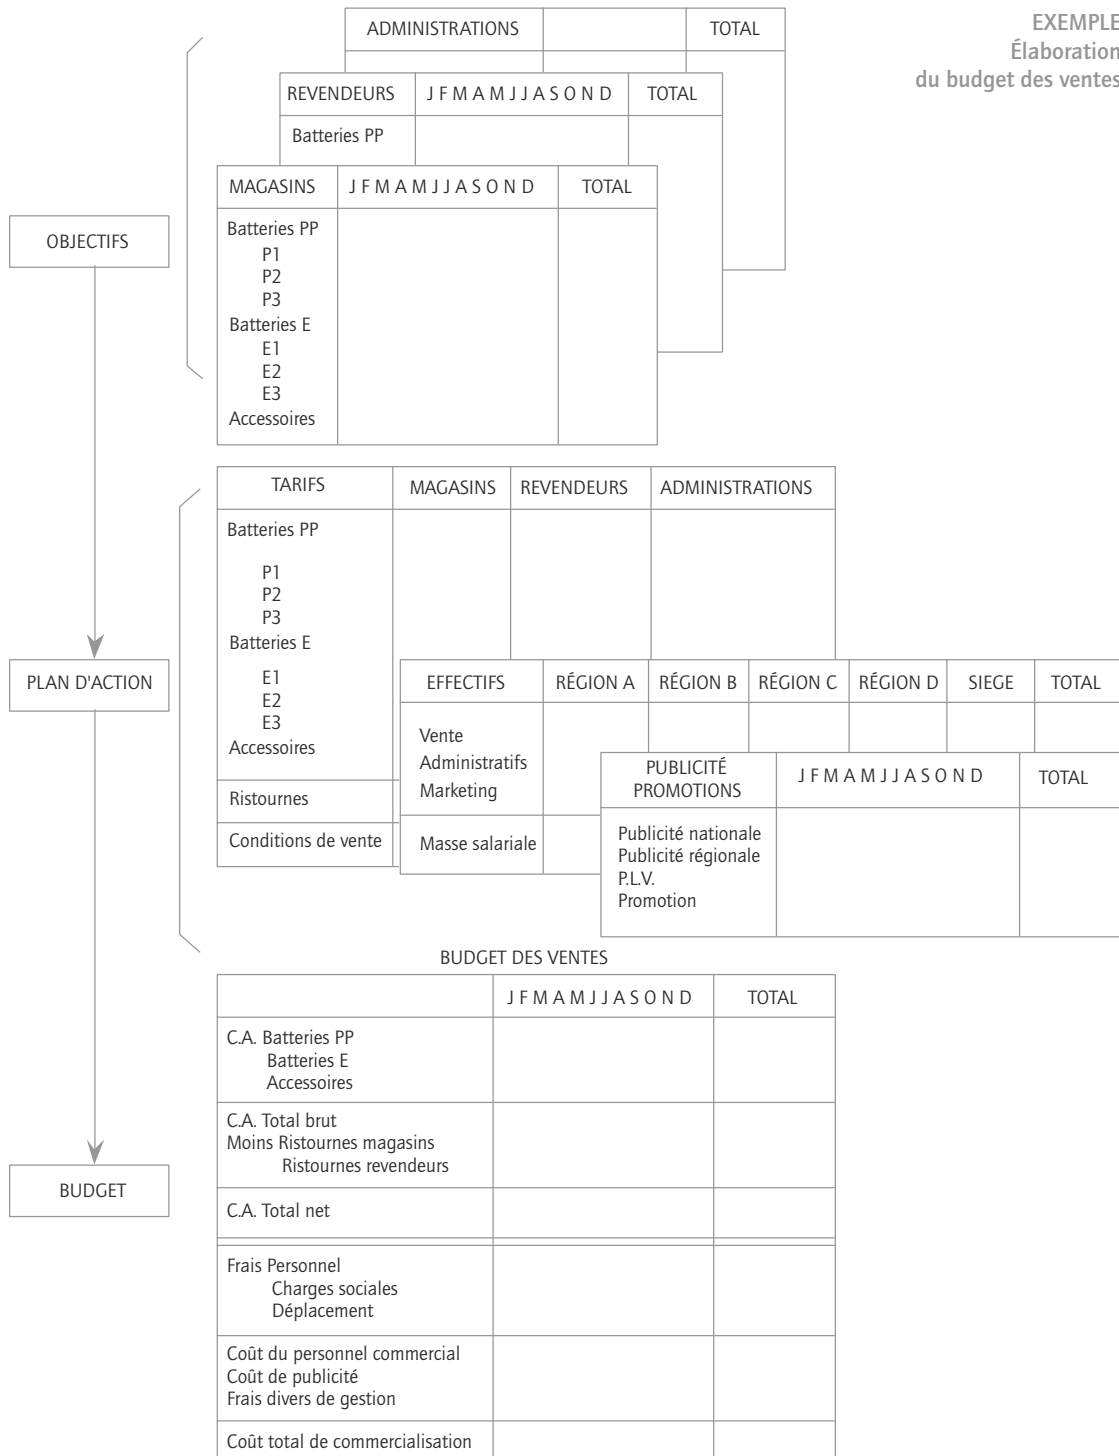 EXEMPLE
Élaboration
du budget des ventes
ADMINISTRATIONS TOTAL
REVENDEURS J F M A M J J A S O N D TOTAL
Batteries PP
MAGASINS J F M A M J J A S O N D TOTAL
Batteries PP
P1
P2
P3
Batteries E
E1
E2
E3
Accessoires
OBJECTIFS
TARIFS MAGASINS REVENDEURS ADMINISTRATIONS
Batteries PP
P1
P2
P3
Batteries E
E1
E2
E3
Accessoires
Ristournes
Conditions de vente
PLAN D'ACTION
EFFECTIFS RÉGION A RÉGION B RÉGION C RÉGION D SIEGE TOTAL
Vente
Administratifs
Marketing
Masse salariale
PUBLICITÉ
PROMOTIONS
J F M A M J J A S O N D TOTAL
Publicité nationale
Publicité régionale
P.L.V.
Promotion
BUDGET DES VENTES
J F M A M J J A S O N D TOTAL
C.A. Batteries PP
Batteries E
Accessoires
C.A. Total brut
Moins Ristournes magasins
Ristournes revendeurs
BUDGET
C.A. Total net
Frais Personnel
Charges sociales
Déplacement
Coût du personnel commercial
Coût de publicité
Frais divers de gestion
Coût total de commercialisation